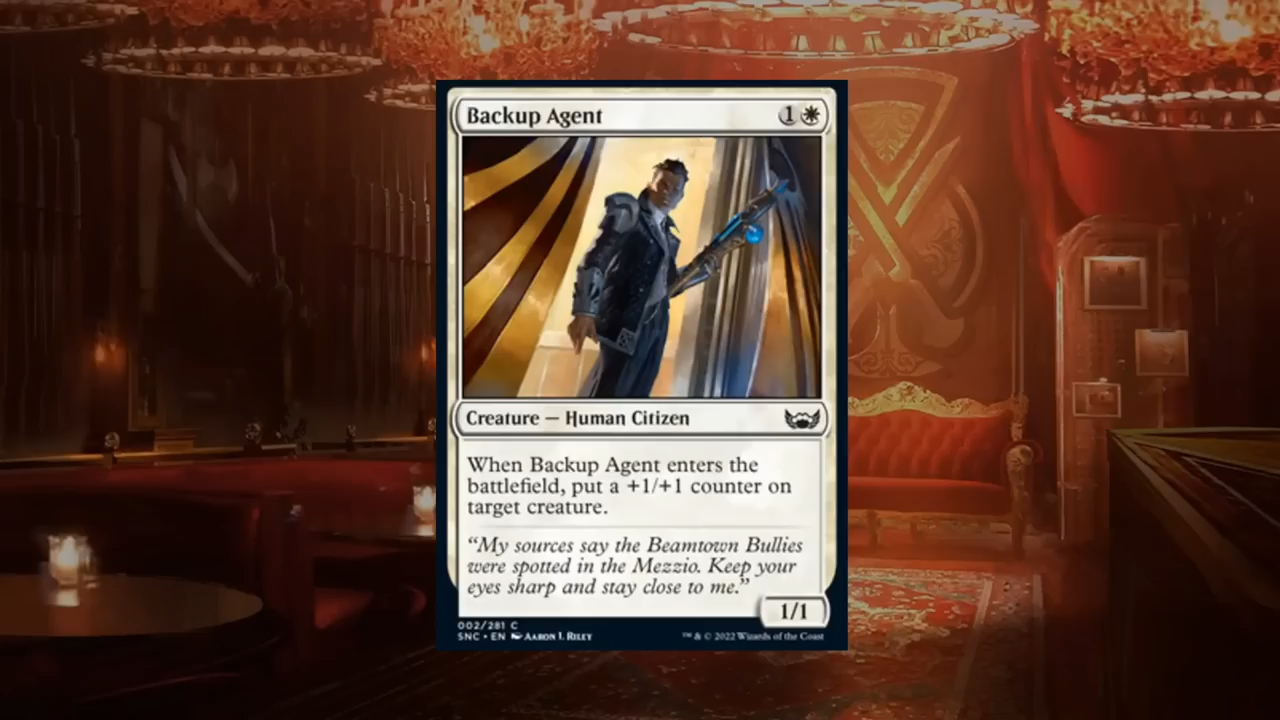 Backup Agent 1
Creature — Human Citizen
When Backup Agent enters the
battlefield, put a +1/+1 counter on
target creature.
“My sources say the Beamtown Bullies
were spotted in the Mezzio. Keep your
eyes sharp and stay close to me.”
1/1
002/281 C
SNC • EN Aaron J. Riley
™ & © 2022 Wizards of the Coast